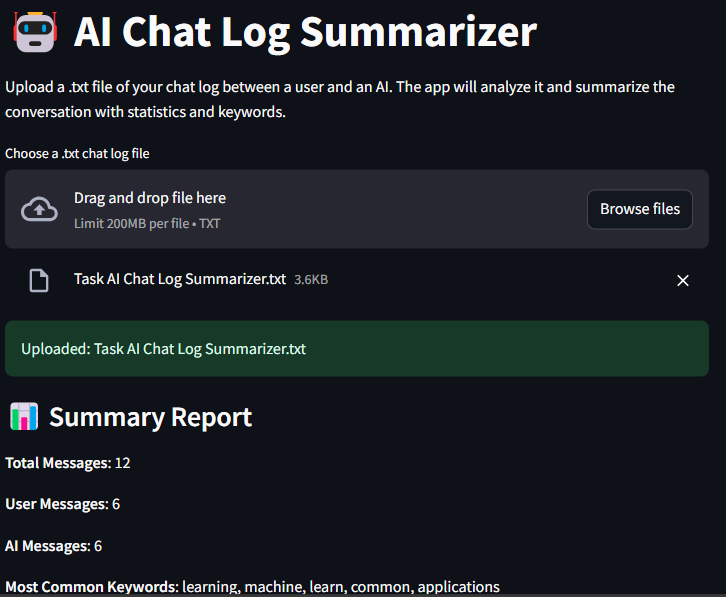 AI Chat Log Summarizer
Upload a .txt file of your chat log between a user and an AI. The app will analyze it and summarize the
conversation with statistics and keywords.
Choose a .txt chat log file
Drag and drop file here
Limit 200MB per file • TXT
Browse files
Task AI Chat Log Summarizer.txt 3.6KB
Uploaded: Task AI Chat Log Summarizer.txt
Summary Report
Total Messages: 12
User Messages: 6
AI Messages: 6
Most Common Keywords: learning, machine, learn, common, applications